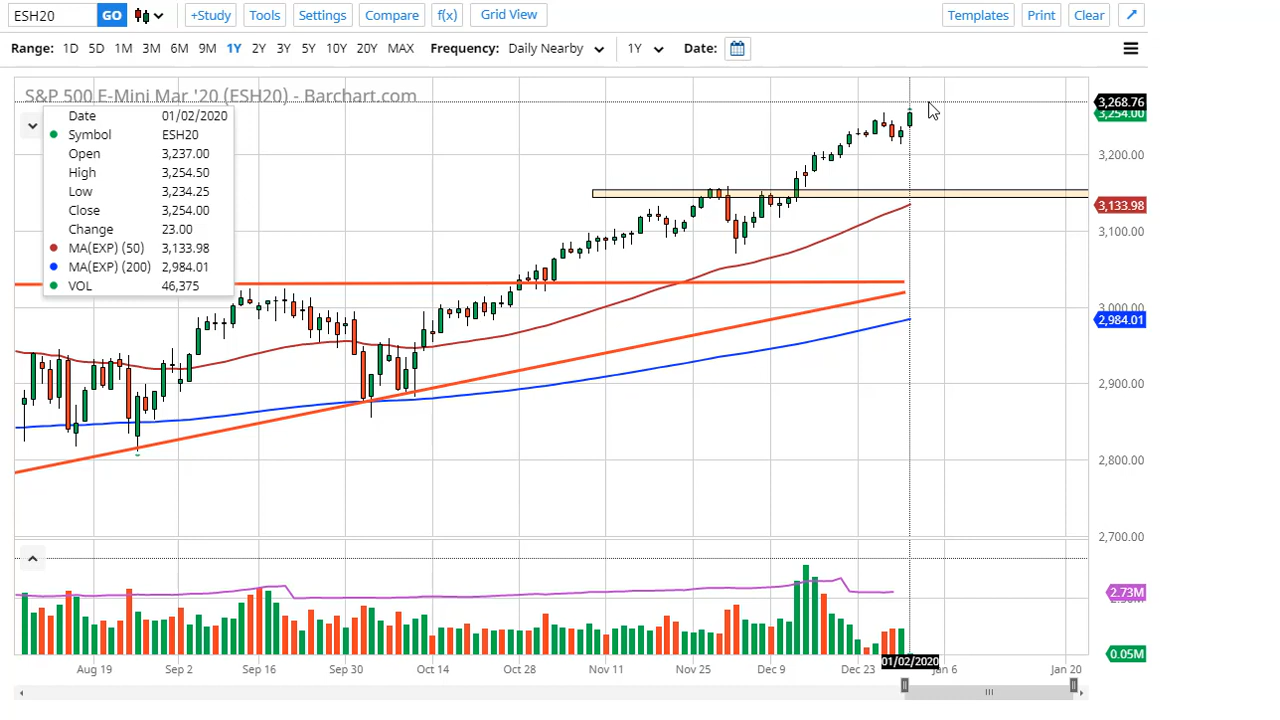 ESH20 GO +Study Tools Settings Compare f(x) Grid View Templates Print Clear
Range: 1D 5D 1M 3M 6M 9M 1Y 2Y 3Y 5Y 10Y 20Y MAX Frequency: Daily Nearby 1Y Date:
S&P 500 E-Mini Mar '20 (ESH20) - Barchart.com
Date 01/02/2020
Symbol ESH20
Open 3,237.00
High 3,254.50
Low 3,234.25
Close 3,254.00
Change 23.00
MA(EXP) (50) 3,133.98
MA(EXP) (200) 2,984.01
VOL 46,375
3,268.76
3,254.00
3,200.00
3,133.98
3,100.00
3,000.00
2,984.01
2,900.00
2,800.00
2,700.00
2.73M
0.05M
Aug 19 Sep 2 Sep 16 Sep 30 Oct 14 Oct 28 Nov 11 Nov 25 Dec 9 Dec 23 01/02/2020 Jan 6 Jan 20